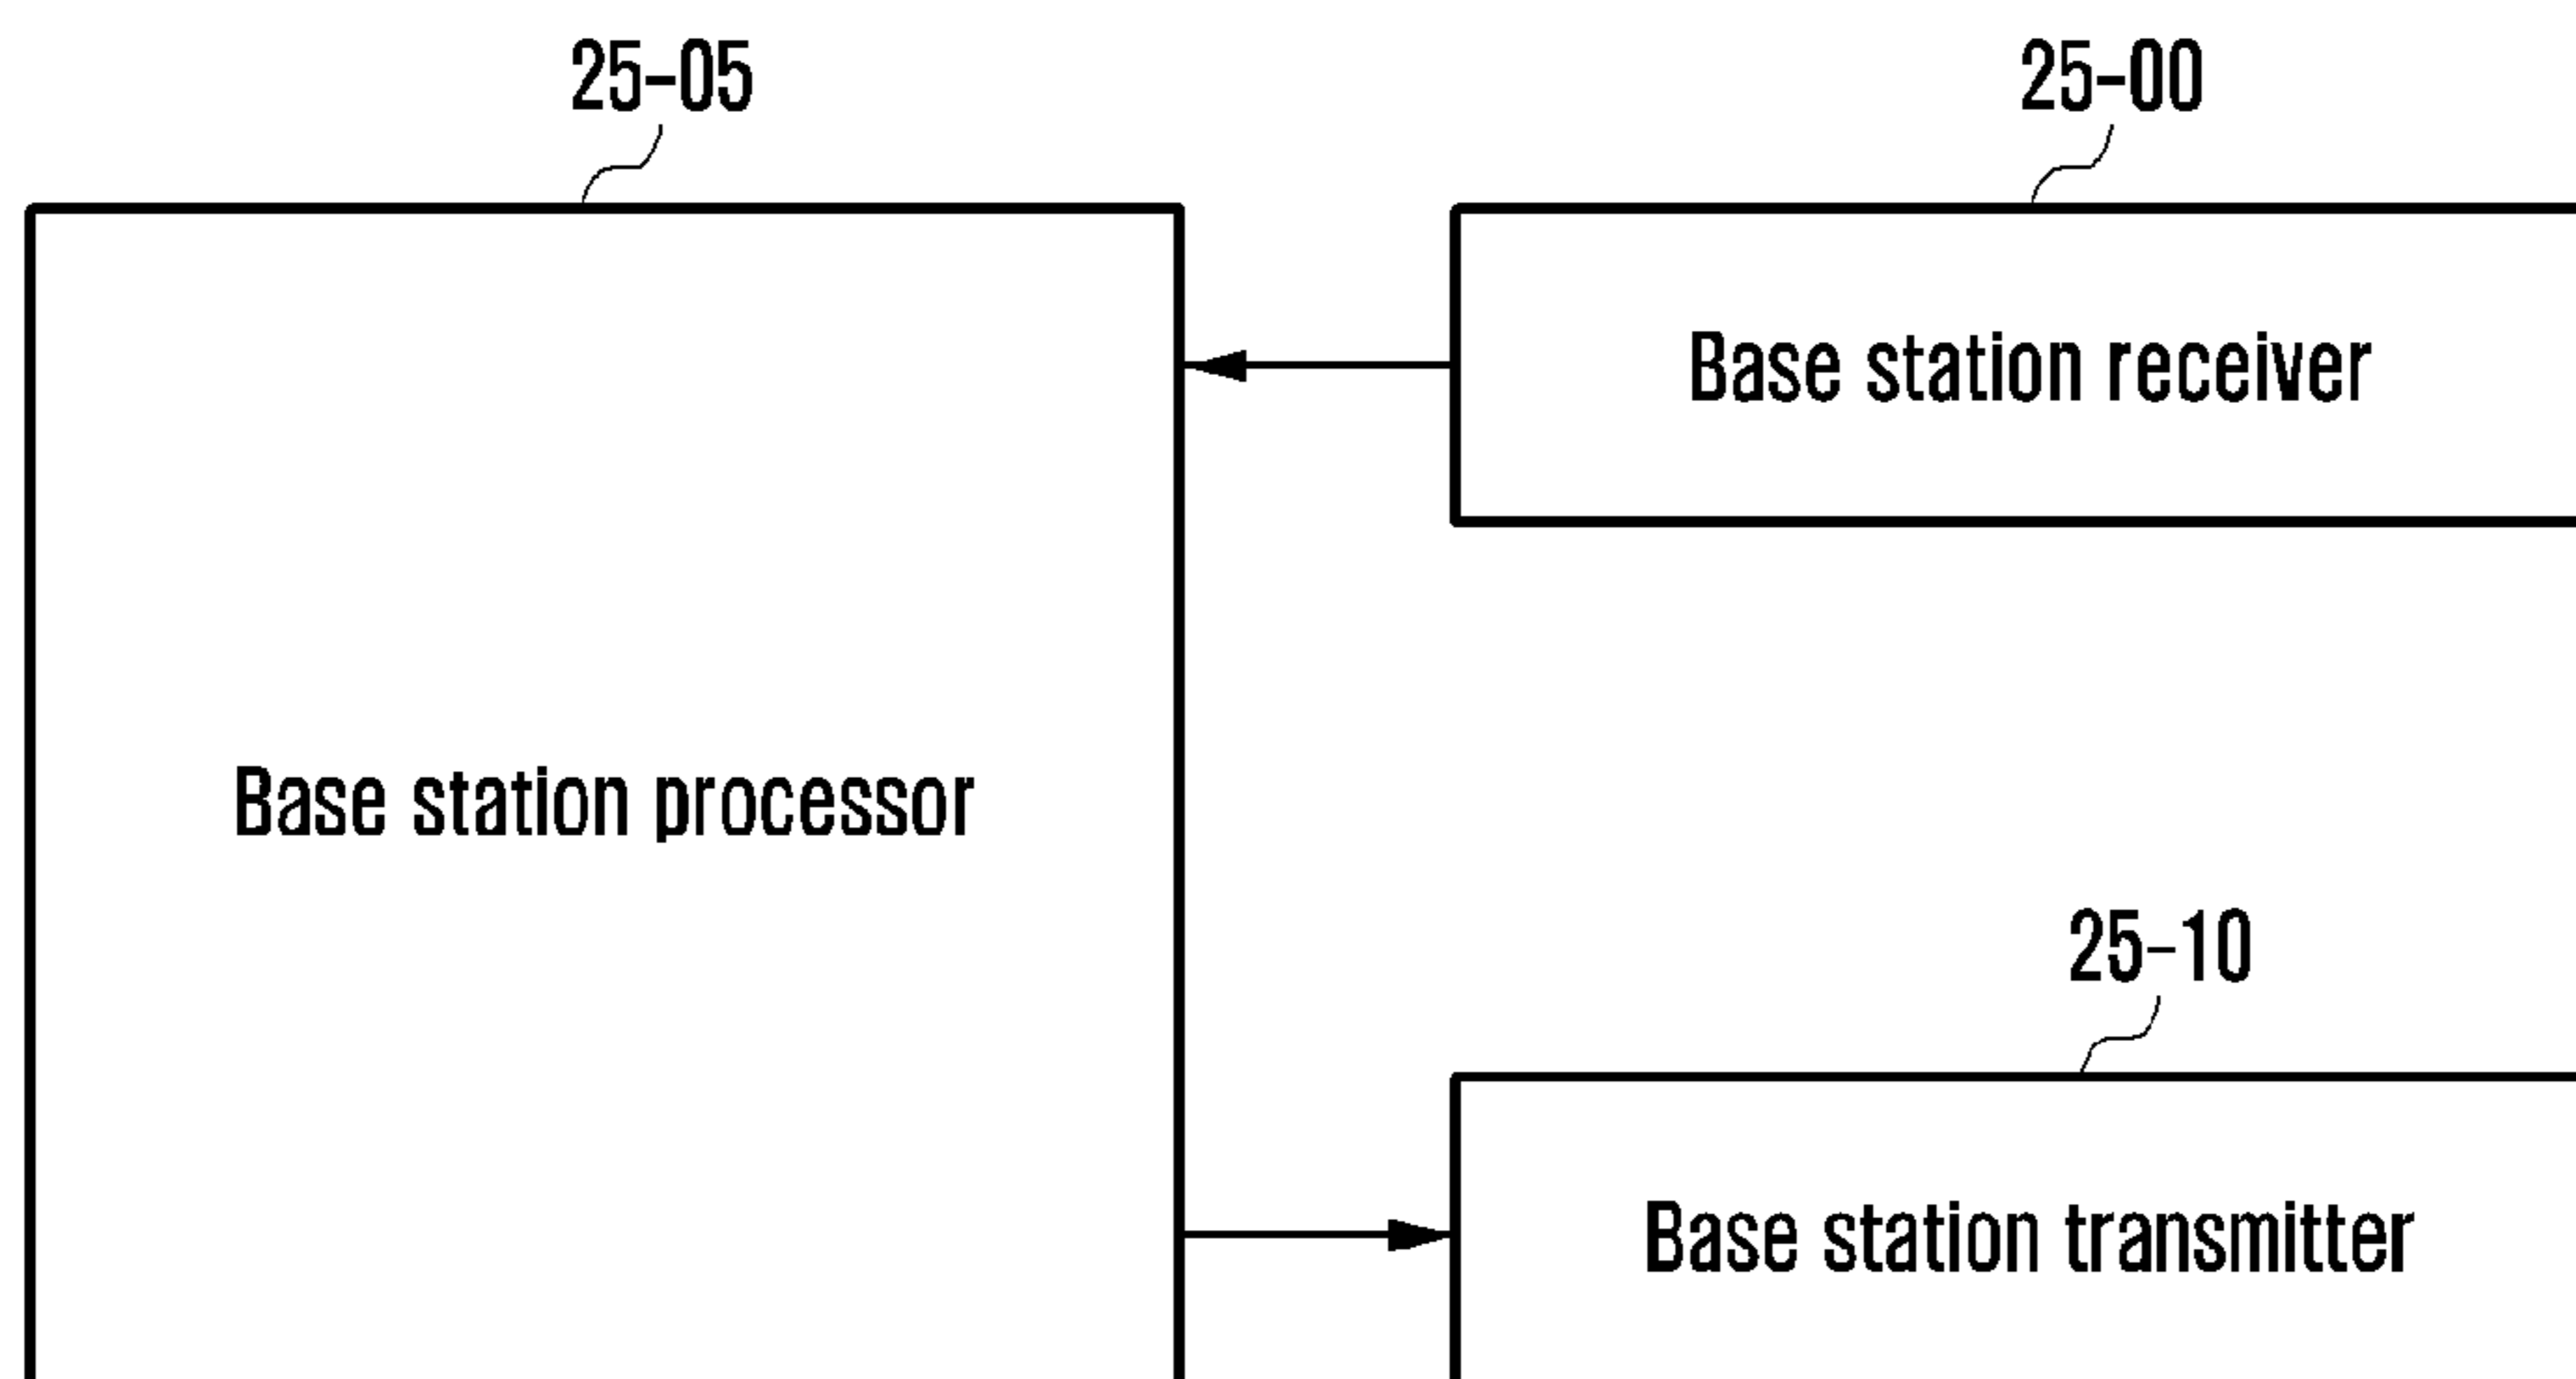 25-05
25-00
Base station receiver
Base station processor
25-10
Base station transmitter